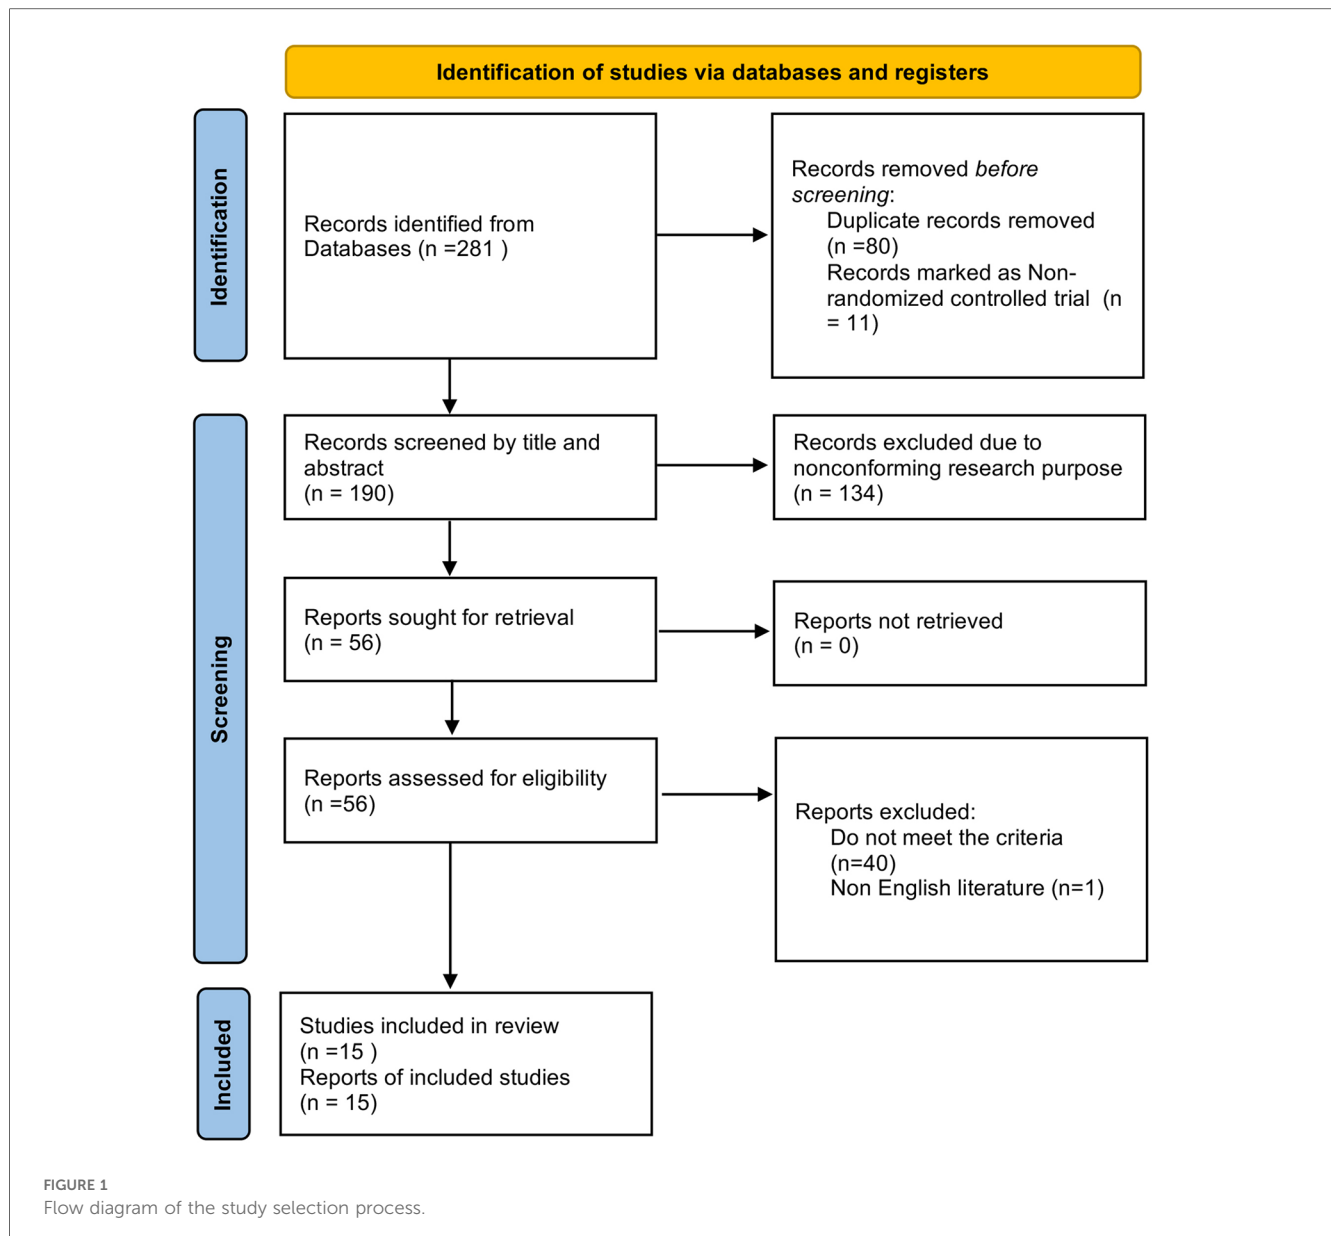 Identification of studies via databases and registers
Identification
Records identified from
Databases (n =281 )
Records removed before
screening:
Duplicate records removed
(n =80)
Records marked as Non-
randomized controlled trial  (n
= 11)
Screening
Records screened by title and
abstract
(n = 190)
Records excluded due to
nonconforming research purpose
(n = 134)
Reports sought for retrieval
(n = 56)
Reports not retrieved
(n = 0)
Reports assessed for eligibility
(n =56)
Reports excluded:
Do not meet the criteria
(n=40)
Non English literature (n=1)
Included
Studies included in review
(n =15 )
Reports of included studies
(n = 15)
FIGURE 1
Flow diagram of the study selection process.